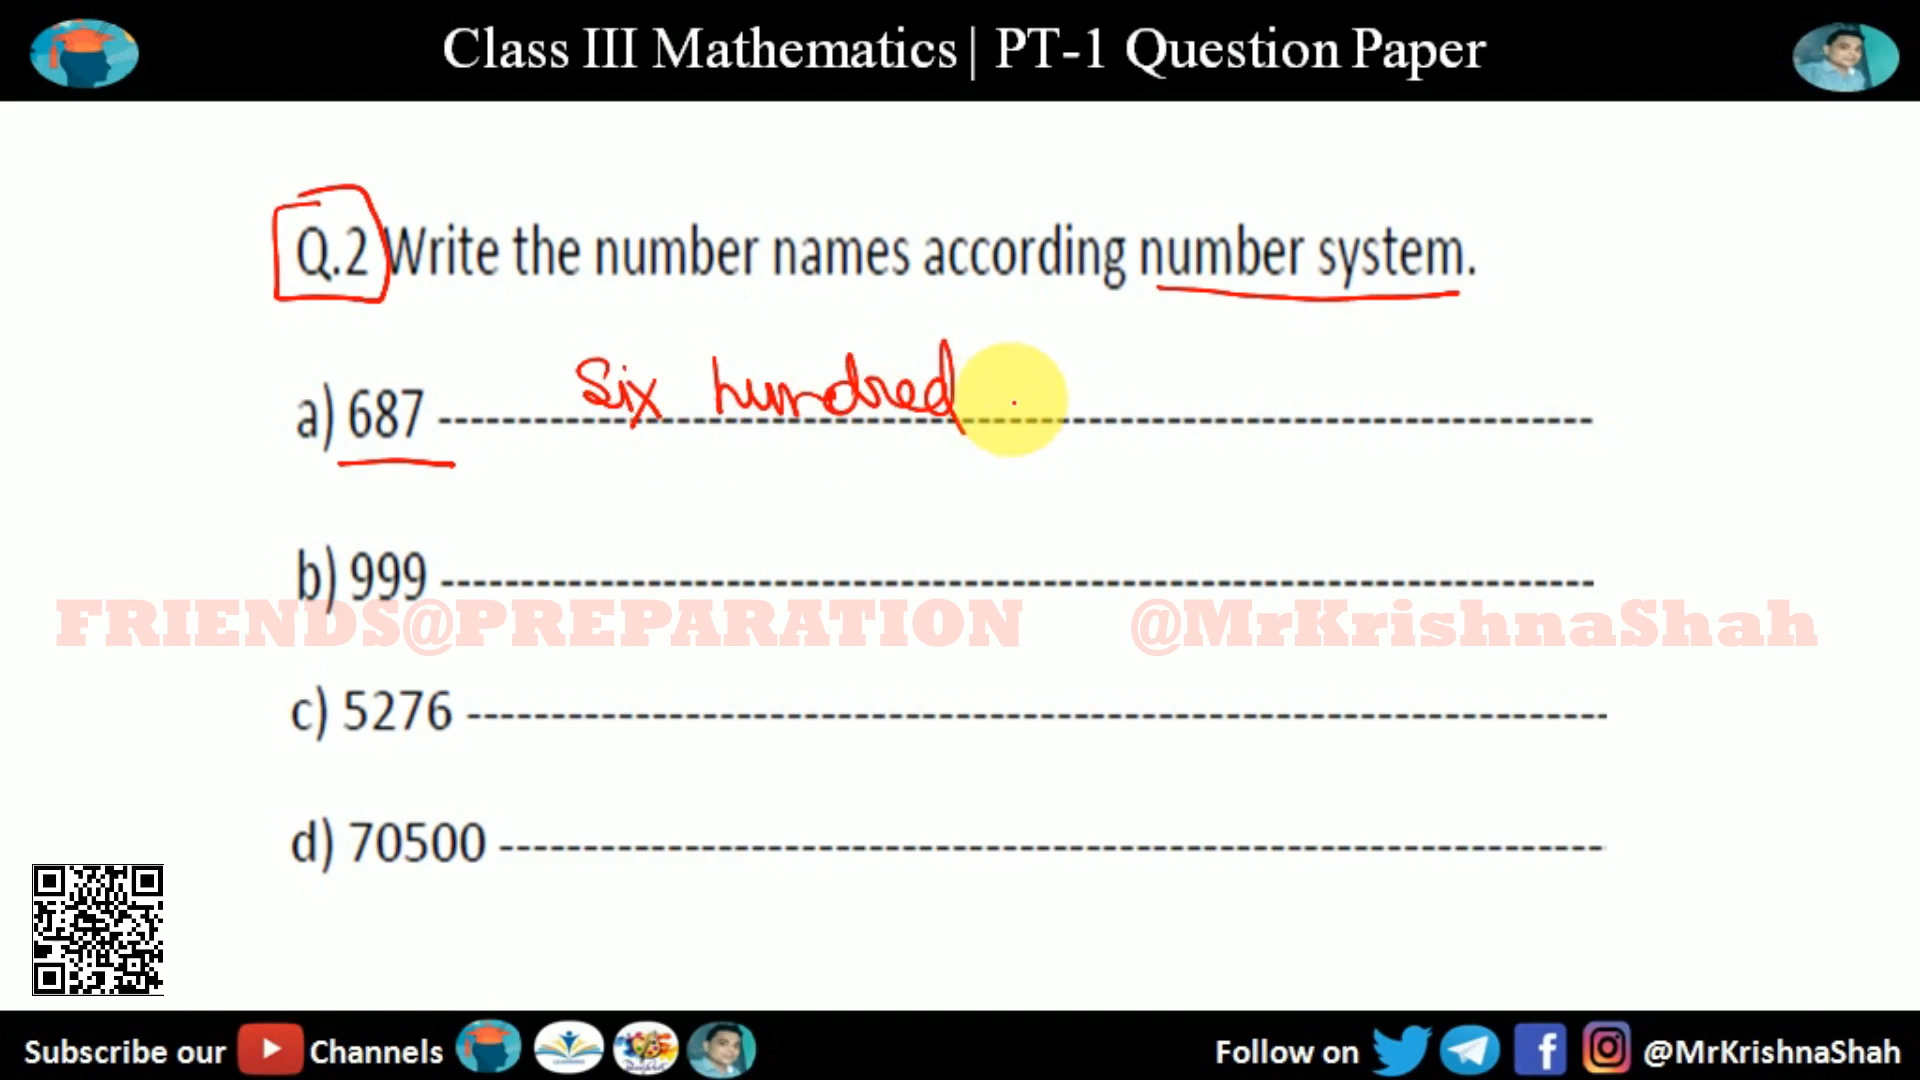 Class III Mathematics| PT-1 Question Paper
Q.2 Write the number names according number system.
Six hundred
a) 687 --------------------------------------------------------------------------
b) 999 --------------------------------------------------------------------------
FRIENDS@PREPARATION @MrKrishnaShah
c) 5276 -------------------------------------------------------------------------
d) 70500 ----------------------------------------------------------------------
Subscribe our Channels Follow on @MrKrishnaShah